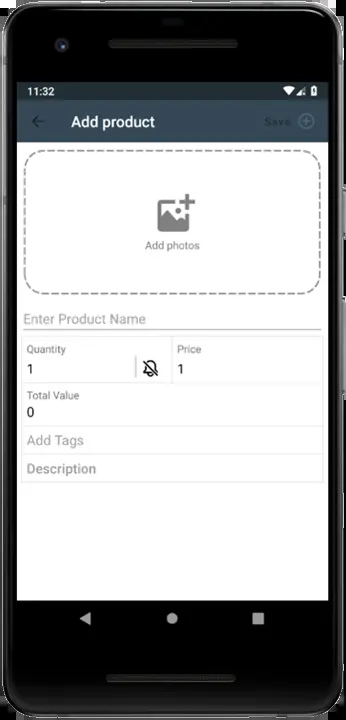 11:32
Add product Save
Add photos
Enter Product Name
Quantity Price
1 1
Total Value
0
Add Tags
Description